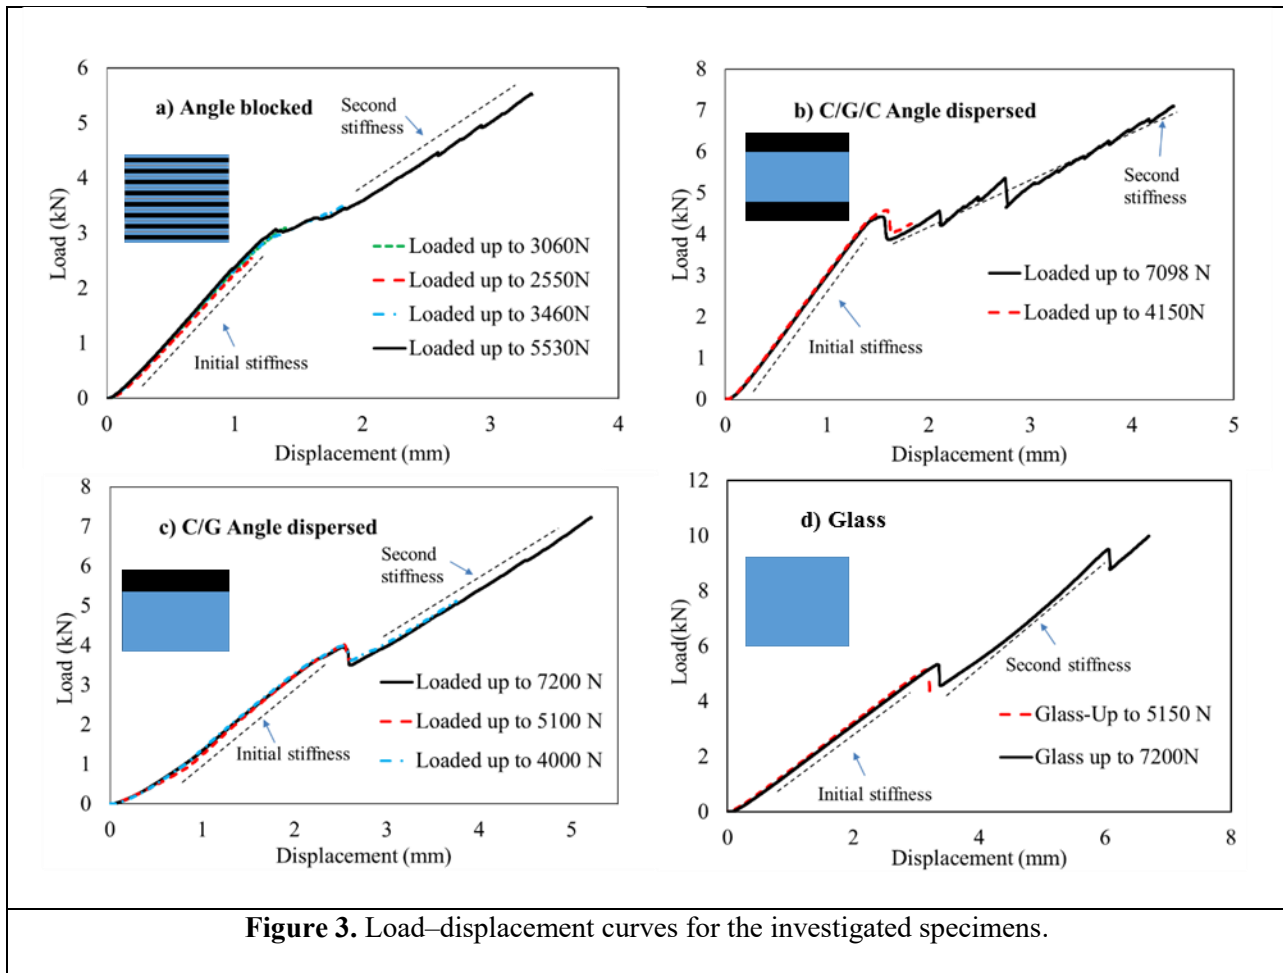 a) Angle blocked
Second
stiffness
Initial stiffness
Loaded up to 3060N
Loaded up to 2550N
Loaded up to 3460N
Loaded up to 5530N
Load (kN)
6
5
4
3
2
1
0
0 1 2 3 4
Displacement (mm)
b) C/G/C Angle dispersed
Second
stiffness
Initial stiffness
Loaded up to 7098 N
Loaded up to 4150N
Load (kN)
8
7
6
5
4
3
2
1
0
0 1 2 3 4 5
Displacement (mm)
c) C/G Angle dispersed
Second
stiffness
Initial stiffness
Loaded up to 7200 N
Loaded up to 5100 N
Loaded up to 4000 N
Load (kN)
8
7
6
5
4
3
2
1
0
0 1 2 3 4 5
Displacement (mm)
d) Glass
Second stiffness
Initial stiffness
Glass-Up to 5150 N
Glass up to 7200N
Load(kN)
12
10
8
6
4
2
0
0 2 4 6 8
Displacement (mm)
Figure 3. Load–displacement curves for the investigated specimens.